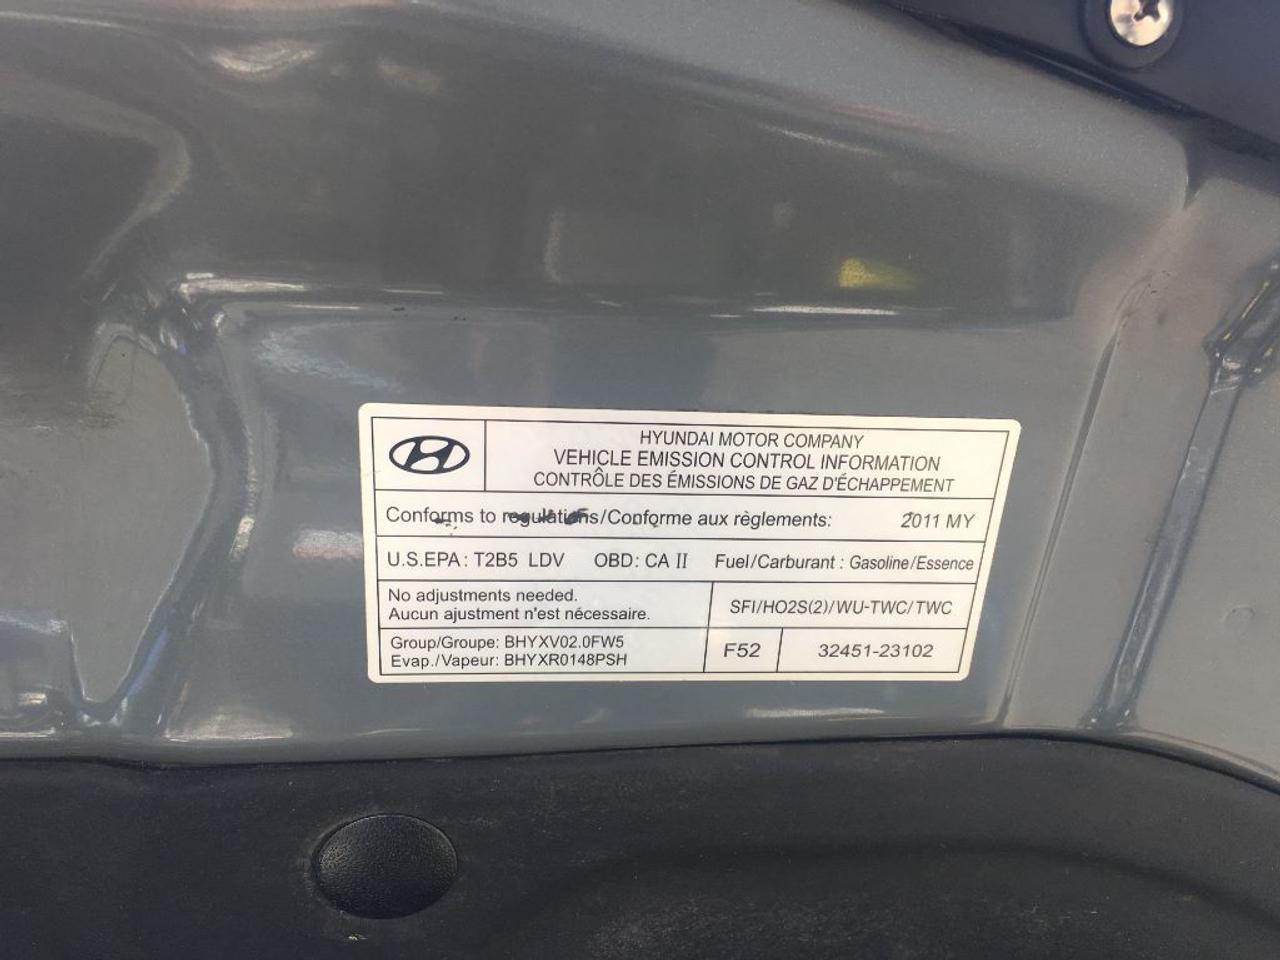 HYUNDAI MOTOR COMPANY
VEHICLE EMISSION CONTROL INFORMATION
CONTRÔLE DES ÉMISSIONS DE GAZ D'ÉCHAPPEMENT
Conforms to regulations/Conforme aux règlements: 2011 MY
U.S.EPA: T2B5 LDV OBD: CA II Fuel/Carburant : Gasoline/Essence
No adjustments needed.
Aucun ajustment n'est nécessaire.
SFI/HO2S(2)/WU-TWC/TWC
Group/Groupe: BHYXV02.0FW5
Evap./Vapeur: BHYXR0148PSH
F52 32451-23102